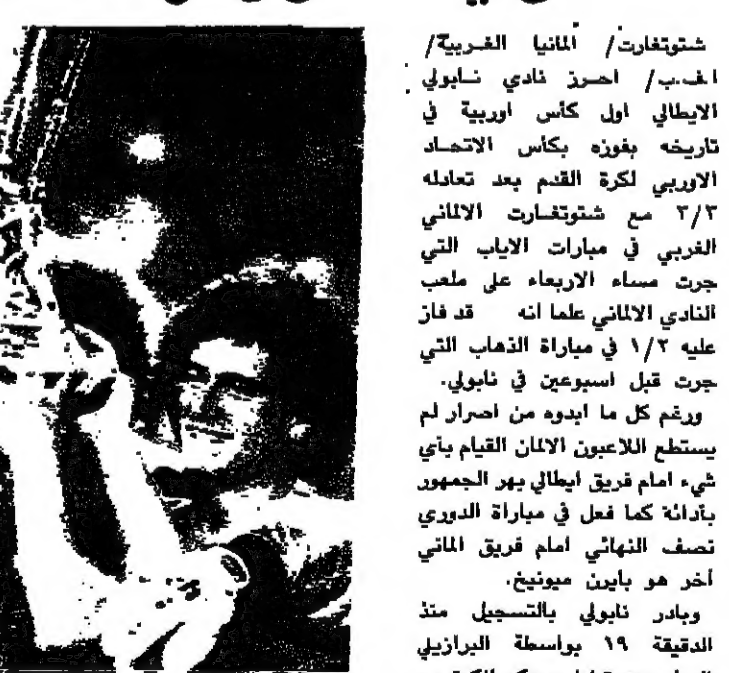 شتوتغارت/ ألمانيا الغربية/
ا ف.ب/ احرز نادي نابولي
الايطالي اول كأس اوربية في
تاريخه بفوزه بكأس الاتحاد
الاوربي لكرة القدم بعد تعادله
٣/٣ مع شتوتغارت الالماني
الغربي في مبارات الاياب التي
جرت مساء الاربعاء على ملعب
النادي الالماني علما انه قد فاز
عليه ١/٢ في مباراة الذهاب التي
جرت قبل اسبوعين في نابولي.
ورغم كل ما ابدوه من اصرار لم
يستطع اللاعبون الالمان القيام بأي
شيء امام فريق ايطالي بهر الجمهور
بأدائه كما فعل في مباراة الدوري
نصف النهائي امام فريق الماني
أخر هو بايرن ميونيخ.
وبادر نابولي بالتسجيل منذ
الدقيقة ١٩ بواسطة البرازيلي